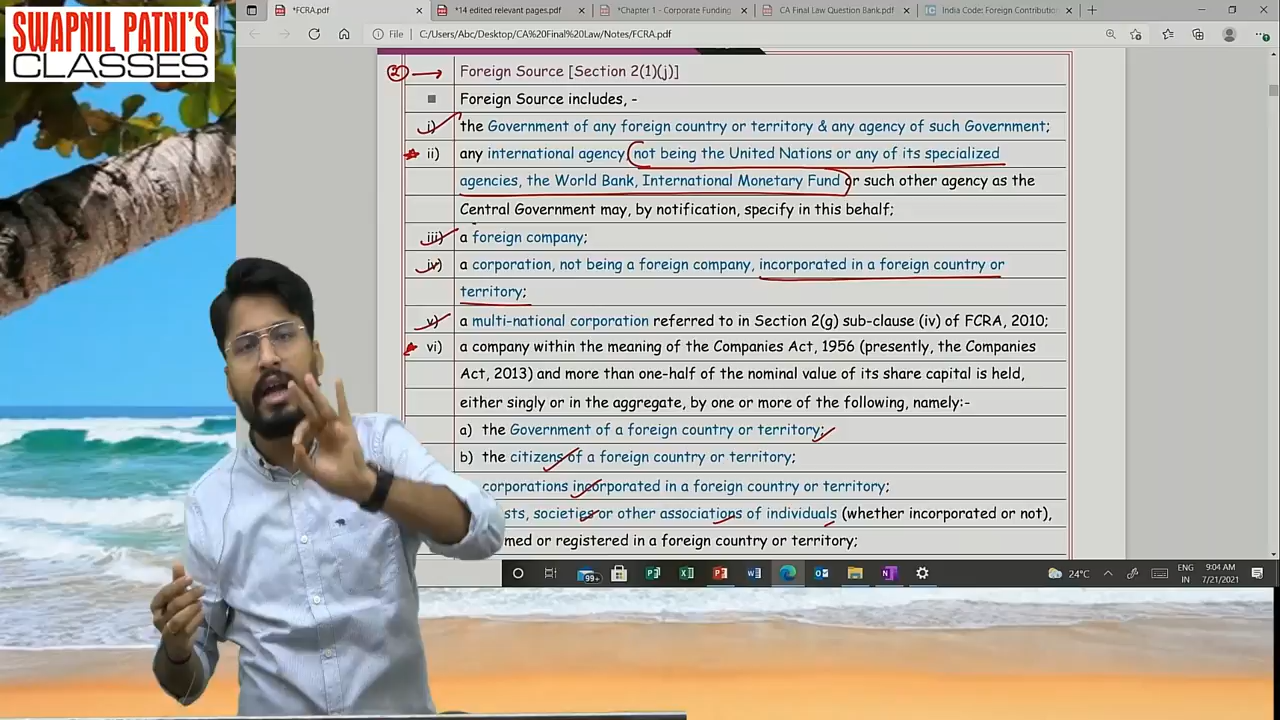 SWAPNIL PATNI'S
CLASSES
*FCRA.pdf
*14 edited relevant pages.pdf
*Chapter 1 - Corporate Funding
CA Final Law Question Bank.pdf
India Code: Foreign Contributio
File
C:/Users/Abc/Desktop/CA%20Final%20Law/Notes/FCRA.pdf
2 Foreign Source [Section 2(1)(j)]
Foreign Source includes, -
i) the Government of any foreign country or territory & any agency of such Government;
ii) any international agency not being the United Nations or any of its specialized
agencies, the World Bank, International Monetary Fund or such other agency as the
Central Government may, by notification, specify in this behalf;
iii) a foreign company;
iv) a corporation, not being a foreign company, incorporated in a foreign country or
territory;
v) a multi-national corporation referred to in Section 2(g) sub-clause (iv) of FCRA, 2010;
vi) a company within the meaning of the Companies Act, 1956 (presently, the Companies
Act, 2013) and more than one-half of the nominal value of its share capital is held,
either singly or in the aggregate, by one or more of the following, namely:-
a) the Government of a foreign country or territory;
b) the citizens of a foreign country or territory;
corporations incorporated in a foreign country or territory;
sts, societies or other associations of individuals (whether incorporated or not),
med or registered in a foreign country or territory;
99+
24°C
ENG
IN
9:04 AM
7/21/2021